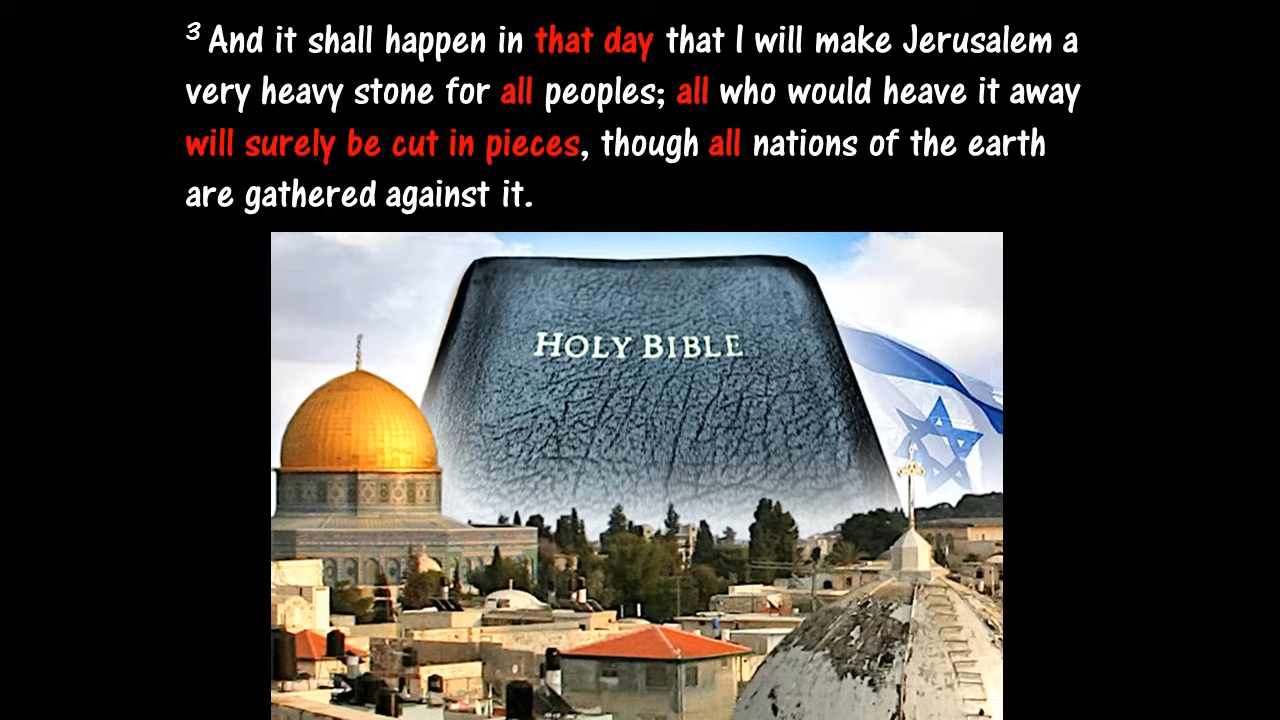 3 And it shall happen in that day that I will make Jerusalem a
very heavy stone for all peoples; all who would heave it away
will surely be cut in pieces, though all nations of the earth
are gathered against it.
HOLY BIBLE